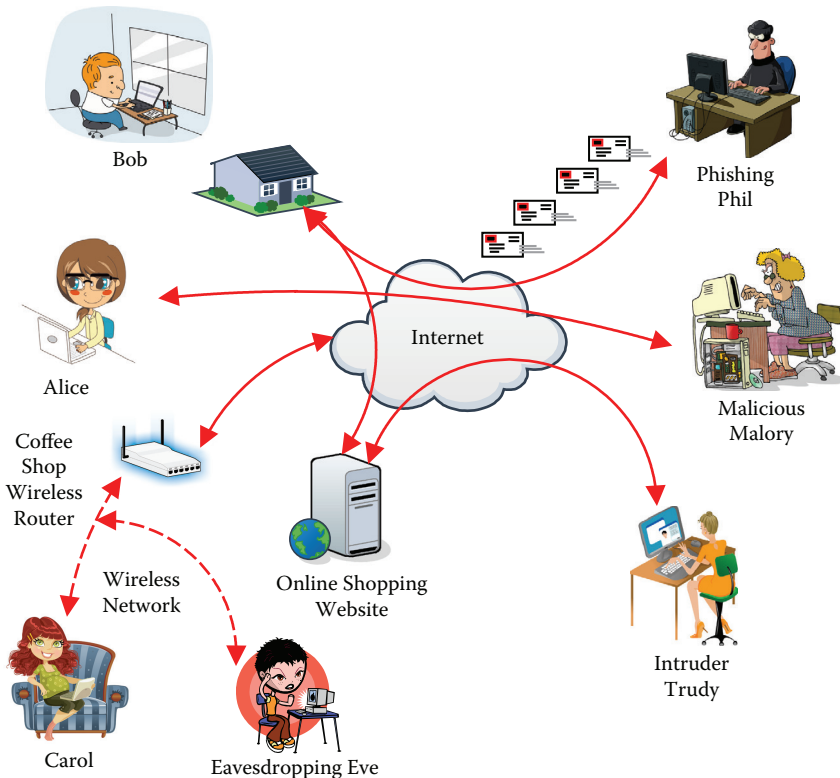 Bob
Phishing
Phil
Internet
Alice
Malicious
Malory
Coffee
Shop
Wireless
Router
Wireless
Network
Online Shopping
Website
Intruder
Trudy
Carol
Eavesdropping Eve